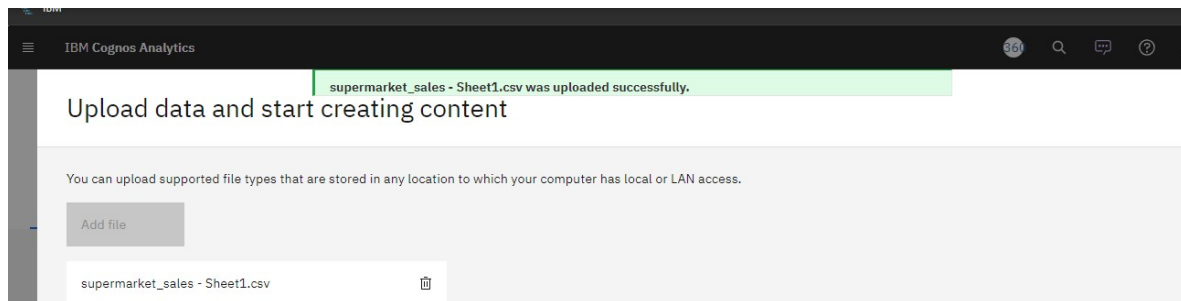 IBM
IBM Cognos Analytics
360
supermarket_sales - Sheet1.csv was uploaded successfully.
Upload data and start creating content
You can upload supported file types that are stored in any location to which your computer has local or LAN access.
Add file
supermarket_sales - Sheet1.csv